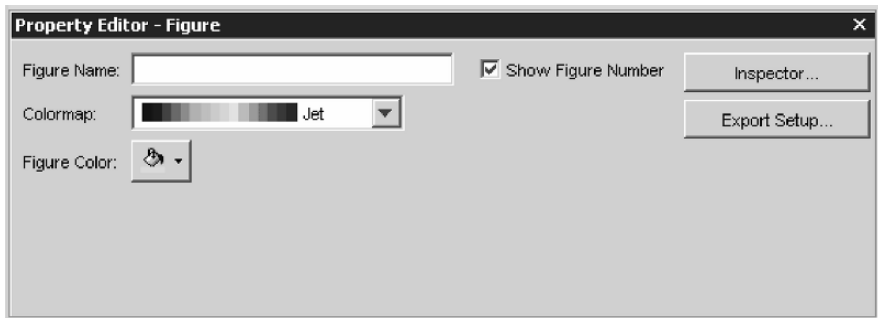 Property Editor - Figure
Figure Name: Show Figure Number Inspector...
Colormap: Jet Export Setup...
Figure Color: